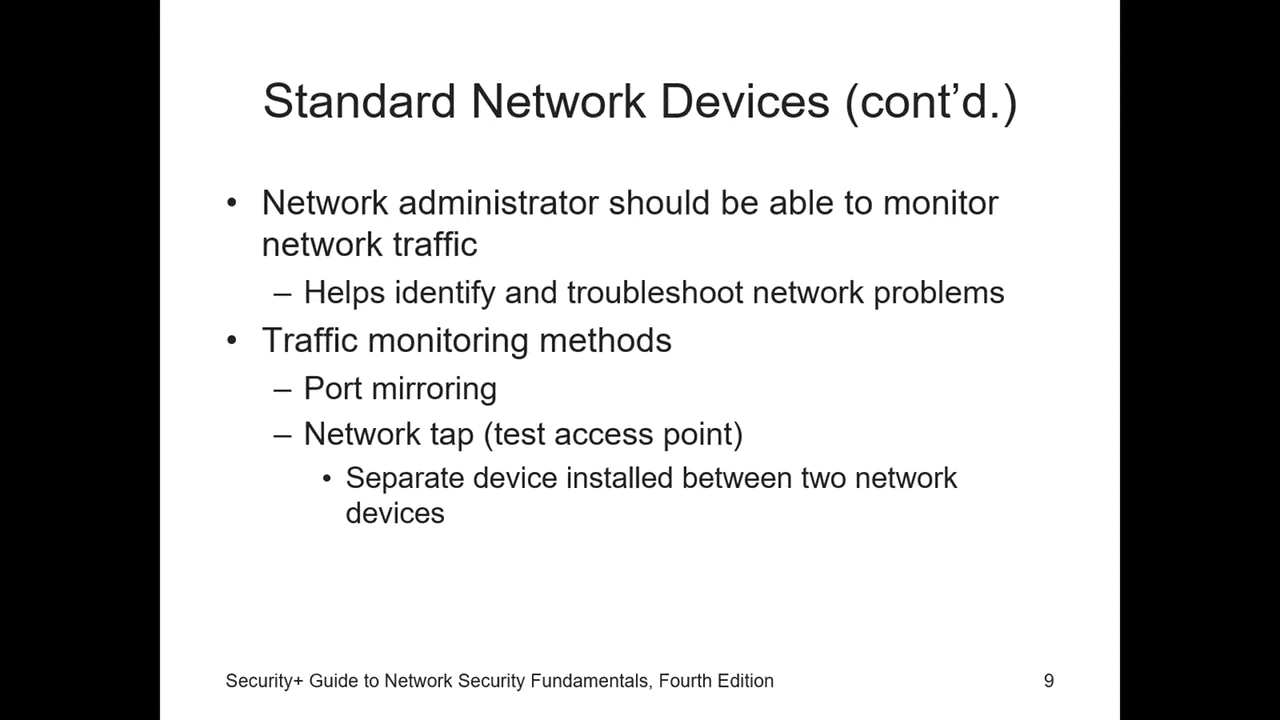 Standard Network Devices (cont’d.)
• Network administrator should be able to monitor
network traffic
– Helps identify and troubleshoot network problems
• Traffic monitoring methods
– Port mirroring
– Network tap (test access point)
• Separate device installed between two network
devices
Security+ Guide to Network Security Fundamentals, Fourth Edition
9